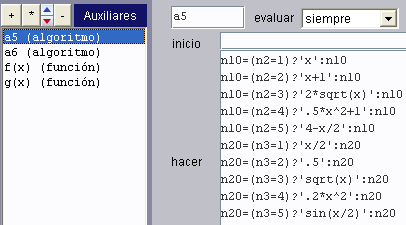 + * - Auxiliares
a5 (algoritmo)
a6 (algoritmo)
f(x) (función)
g(x) (función)
a5 evaluar siempre
inicio
hacer
n10=(n2=1)?'x':n10
n10=(n2=2)?'x+1':n10
n10=(n2=3)?'2*sqrt(x)':n10
n10=(n2=4)?'.5*x^2+1':n10
n10=(n2=5)?'4-x/2':n10
n20=(n3=1)?'x/2':n20
n20=(n3=2)?'.5':n20
n20=(n3=3)?'sqrt(x)':n20
n20=(n3=4)?'.2*x^2':n20
n20=(n3=5)?'sin(x/2)':n20